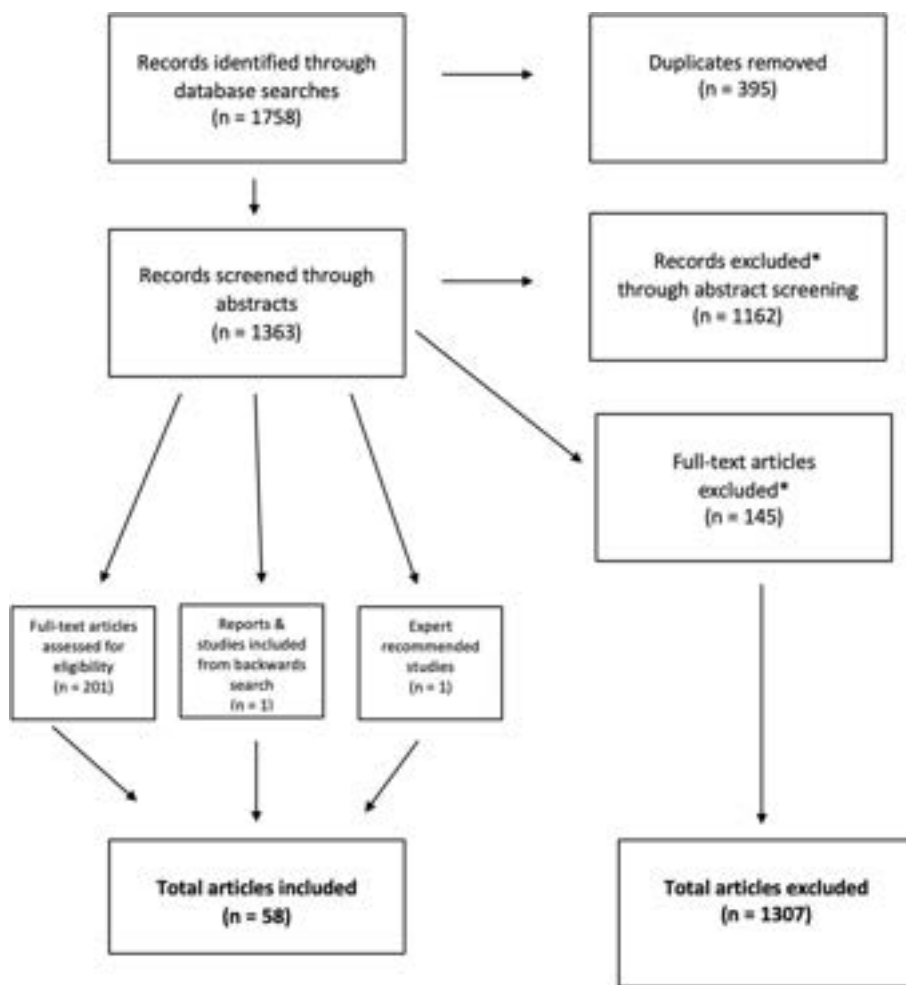 Records identified through
database searches
(n = 1758)
Duplicates removed
(n = 395)
Records screened through
abstracts
(n = 1363)
Records excluded*
through abstract screening
(n = 1162)
Full-text articles
excluded*
(n = 145)
Full-text articles
assessed for
eligibility
(n = 201)
Reports &
studies included
from backwards
search
(n = 1)
Expert
recommended
studies
(n = 1)
Total articles included
(n = 58)
Total articles excluded
(n = 1307)